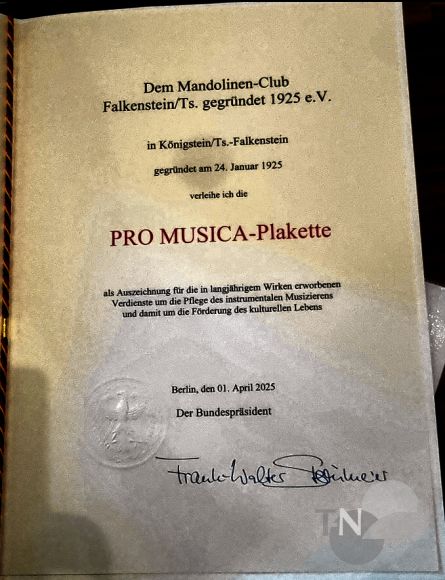 Dem Mandolinen-Club
Falkenstein/Ts. gegründet 1925 e.V.
in Königstein/Ts.-Falkenstein
gegründet am 24. Januar 1925
verleihe ich die
PRO MUSICA-Plakette
als Auszeichnung für die in langjährigem Wirken erworbenen
Verdienste um die Pflege des instrumentalen Musizierens
und damit um die Förderung des kulturellen Lebens
Berlin, den 01. April 2025
Der Bundespräsident
Frank-Walter Steinmeier
TN